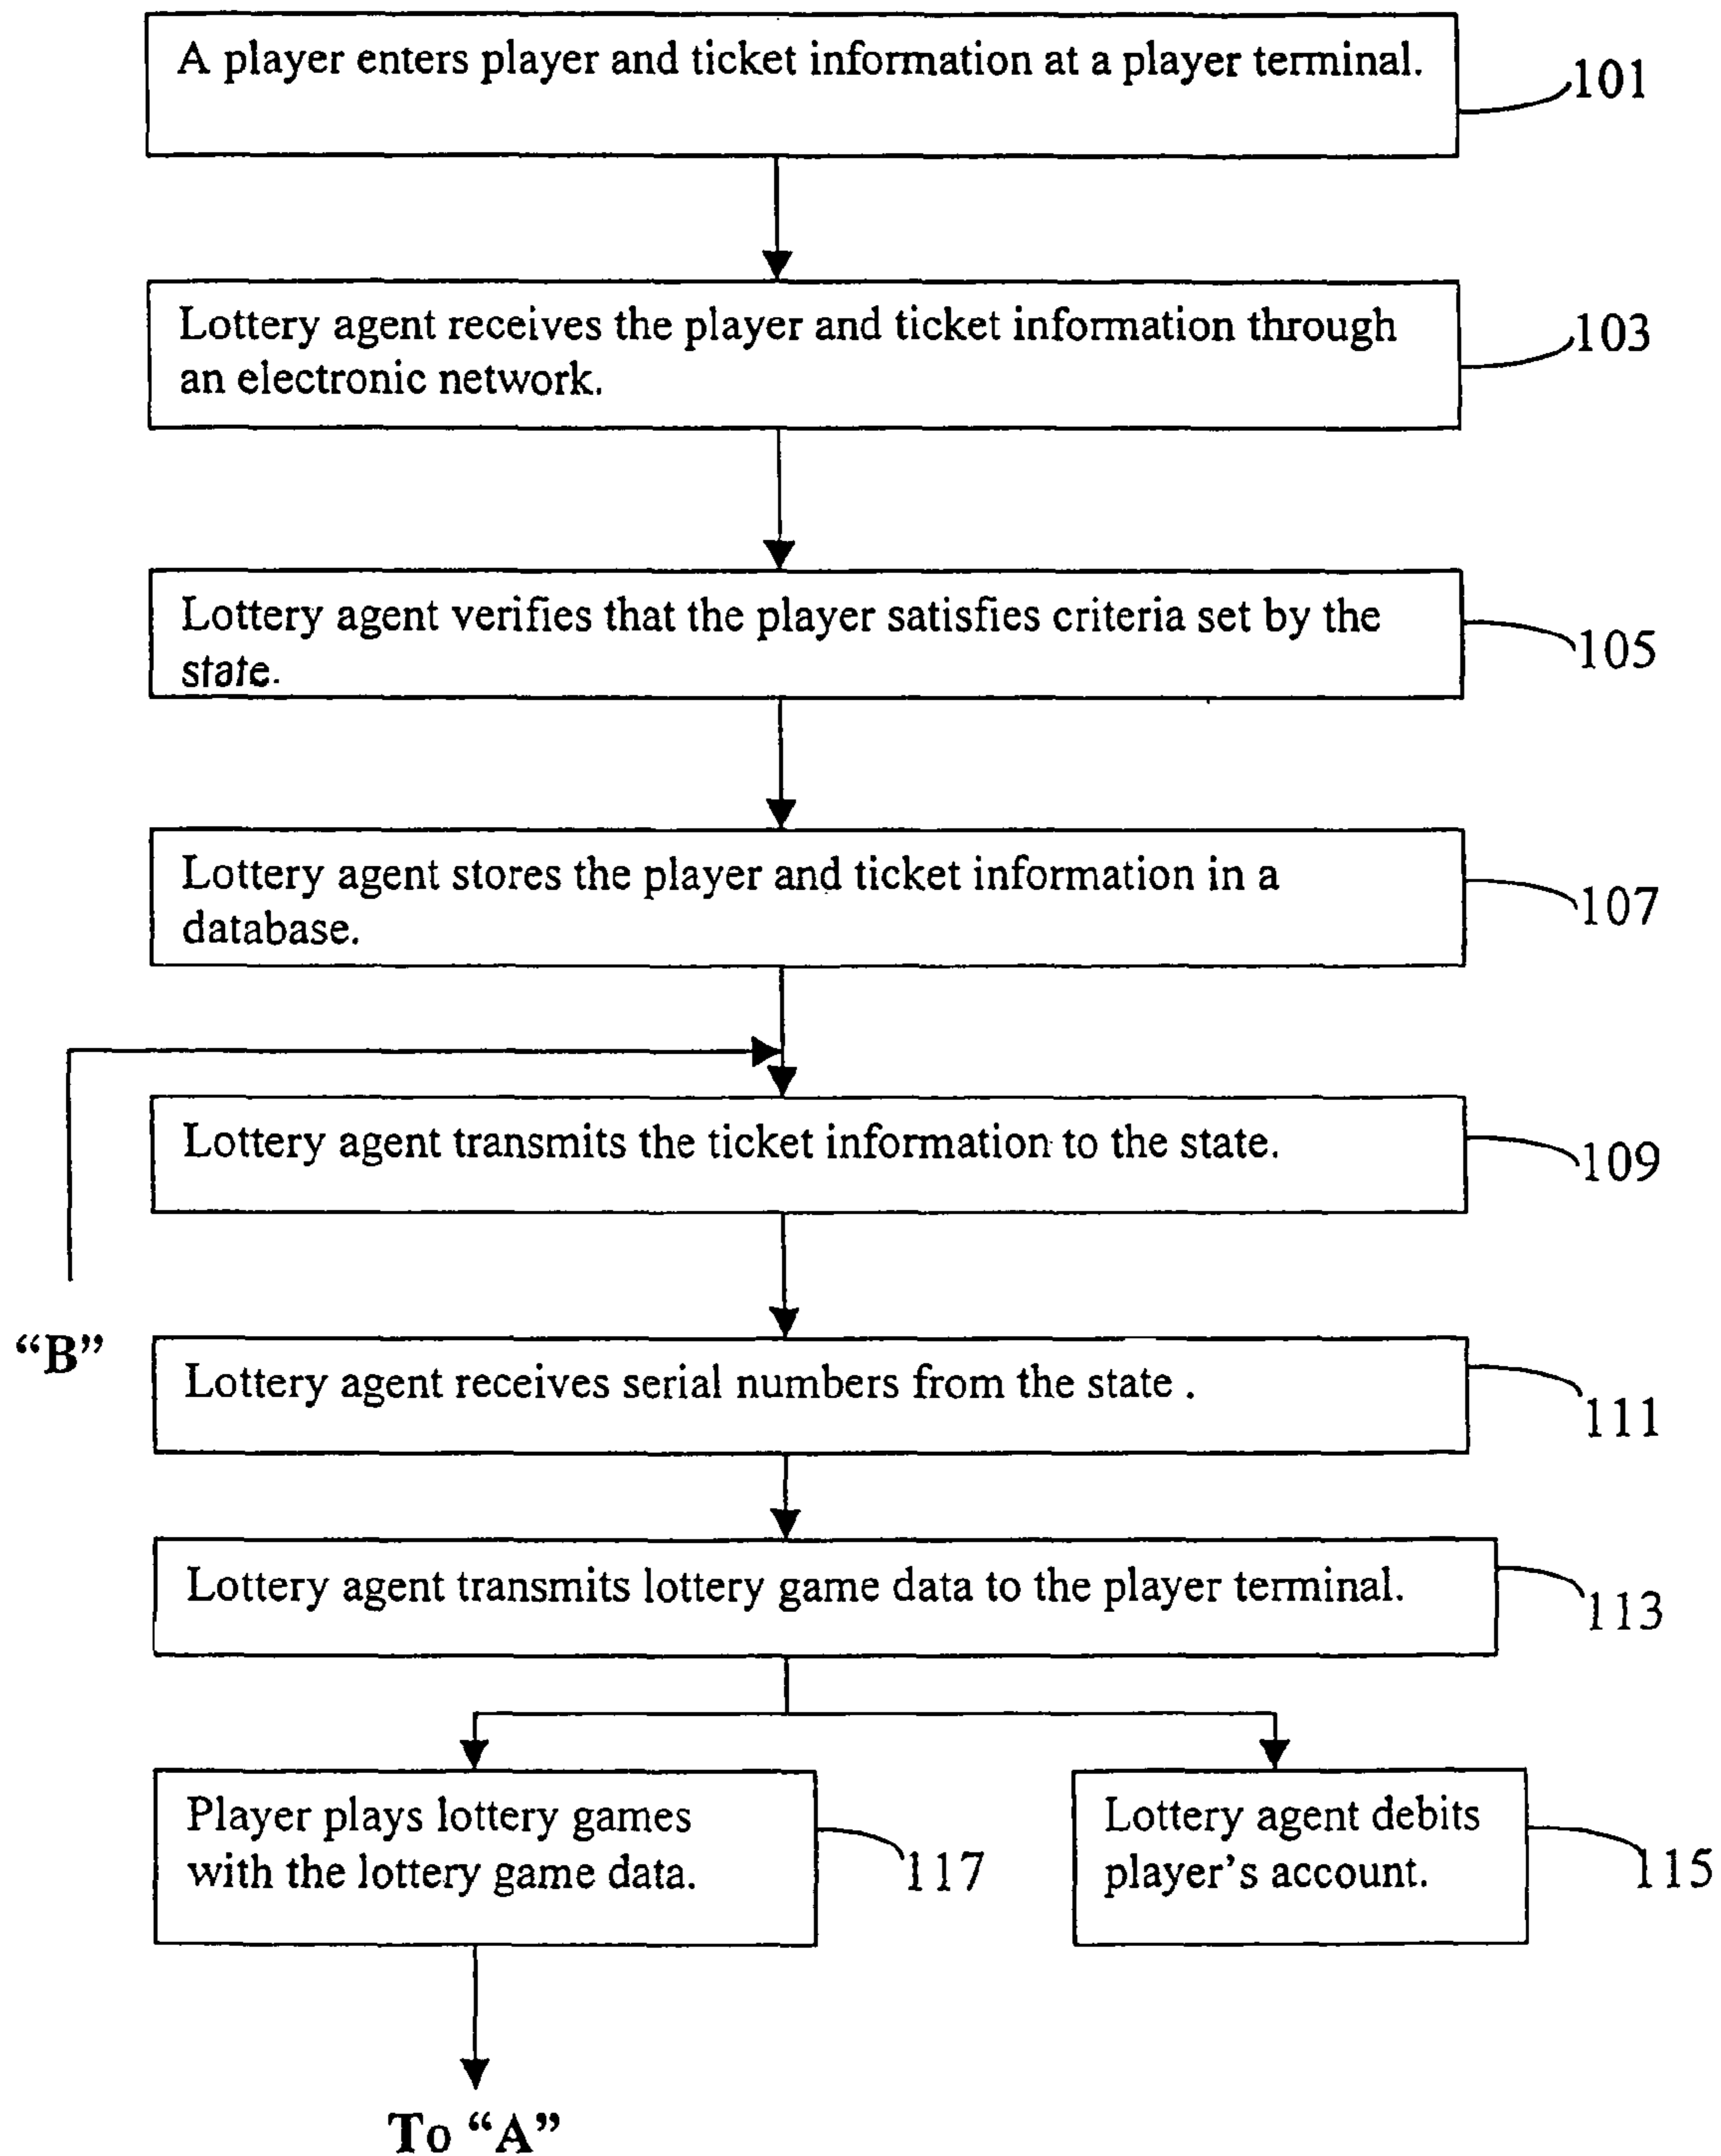 A player enters player and ticket information at a player terminal.
101
Lottery agent receives the player and ticket information through
an electronic network.
103
Lottery agent verifies that the player satisfies criteria set by the
state.
105
Lottery agent stores the player and ticket information in a
database.
107
Lottery agent transmits the ticket information to the state.
109
“B”
Lottery agent receives serial numbers from the state .
111
Lottery agent transmits lottery game data to the player terminal.
113
Player plays lottery games
with the lottery game data.
117
Lottery agent debits
player’s account.
115
To “A”